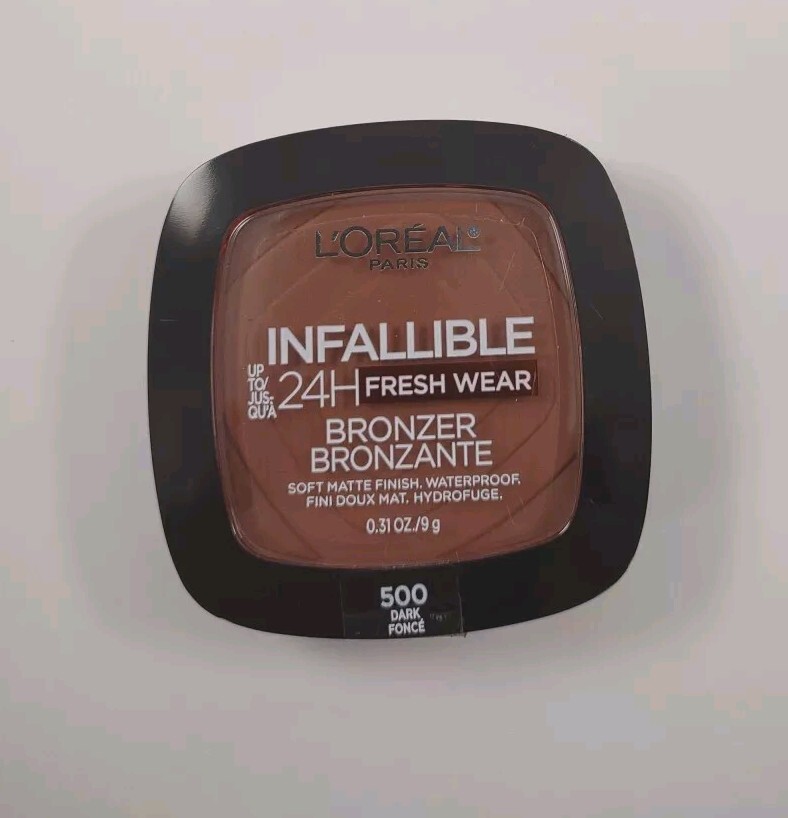 L'ORÉAL®
PARIS
INFALLIBLE
UP
TO/
JUS-
QU'À
24H FRESH WEAR
BRONZER
BRONZANTE
SOFT MATTE FINISH. WATERPROOF.
FINI DOUX MAT. HYDROFUGE.
0.31 OZ./9 g
500
DARK
FONCÉ